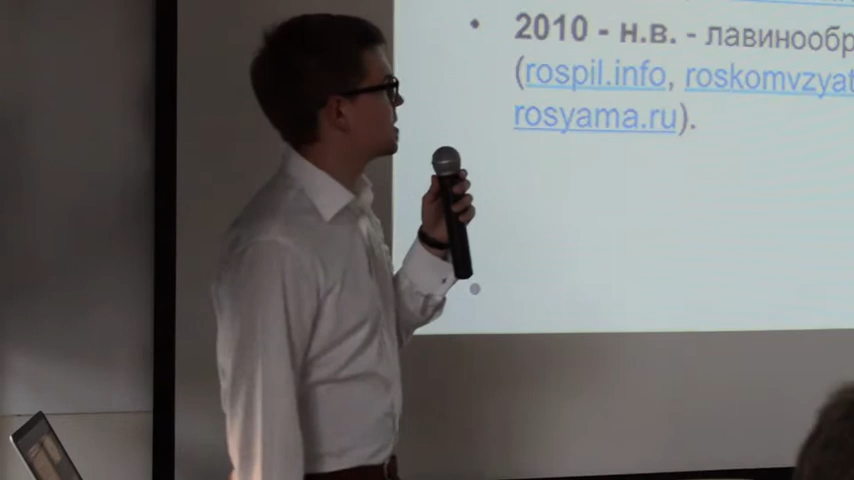 2010 - н.в. - лавинообр
(rospil.info, roskomvzyat
rosyama.ru).